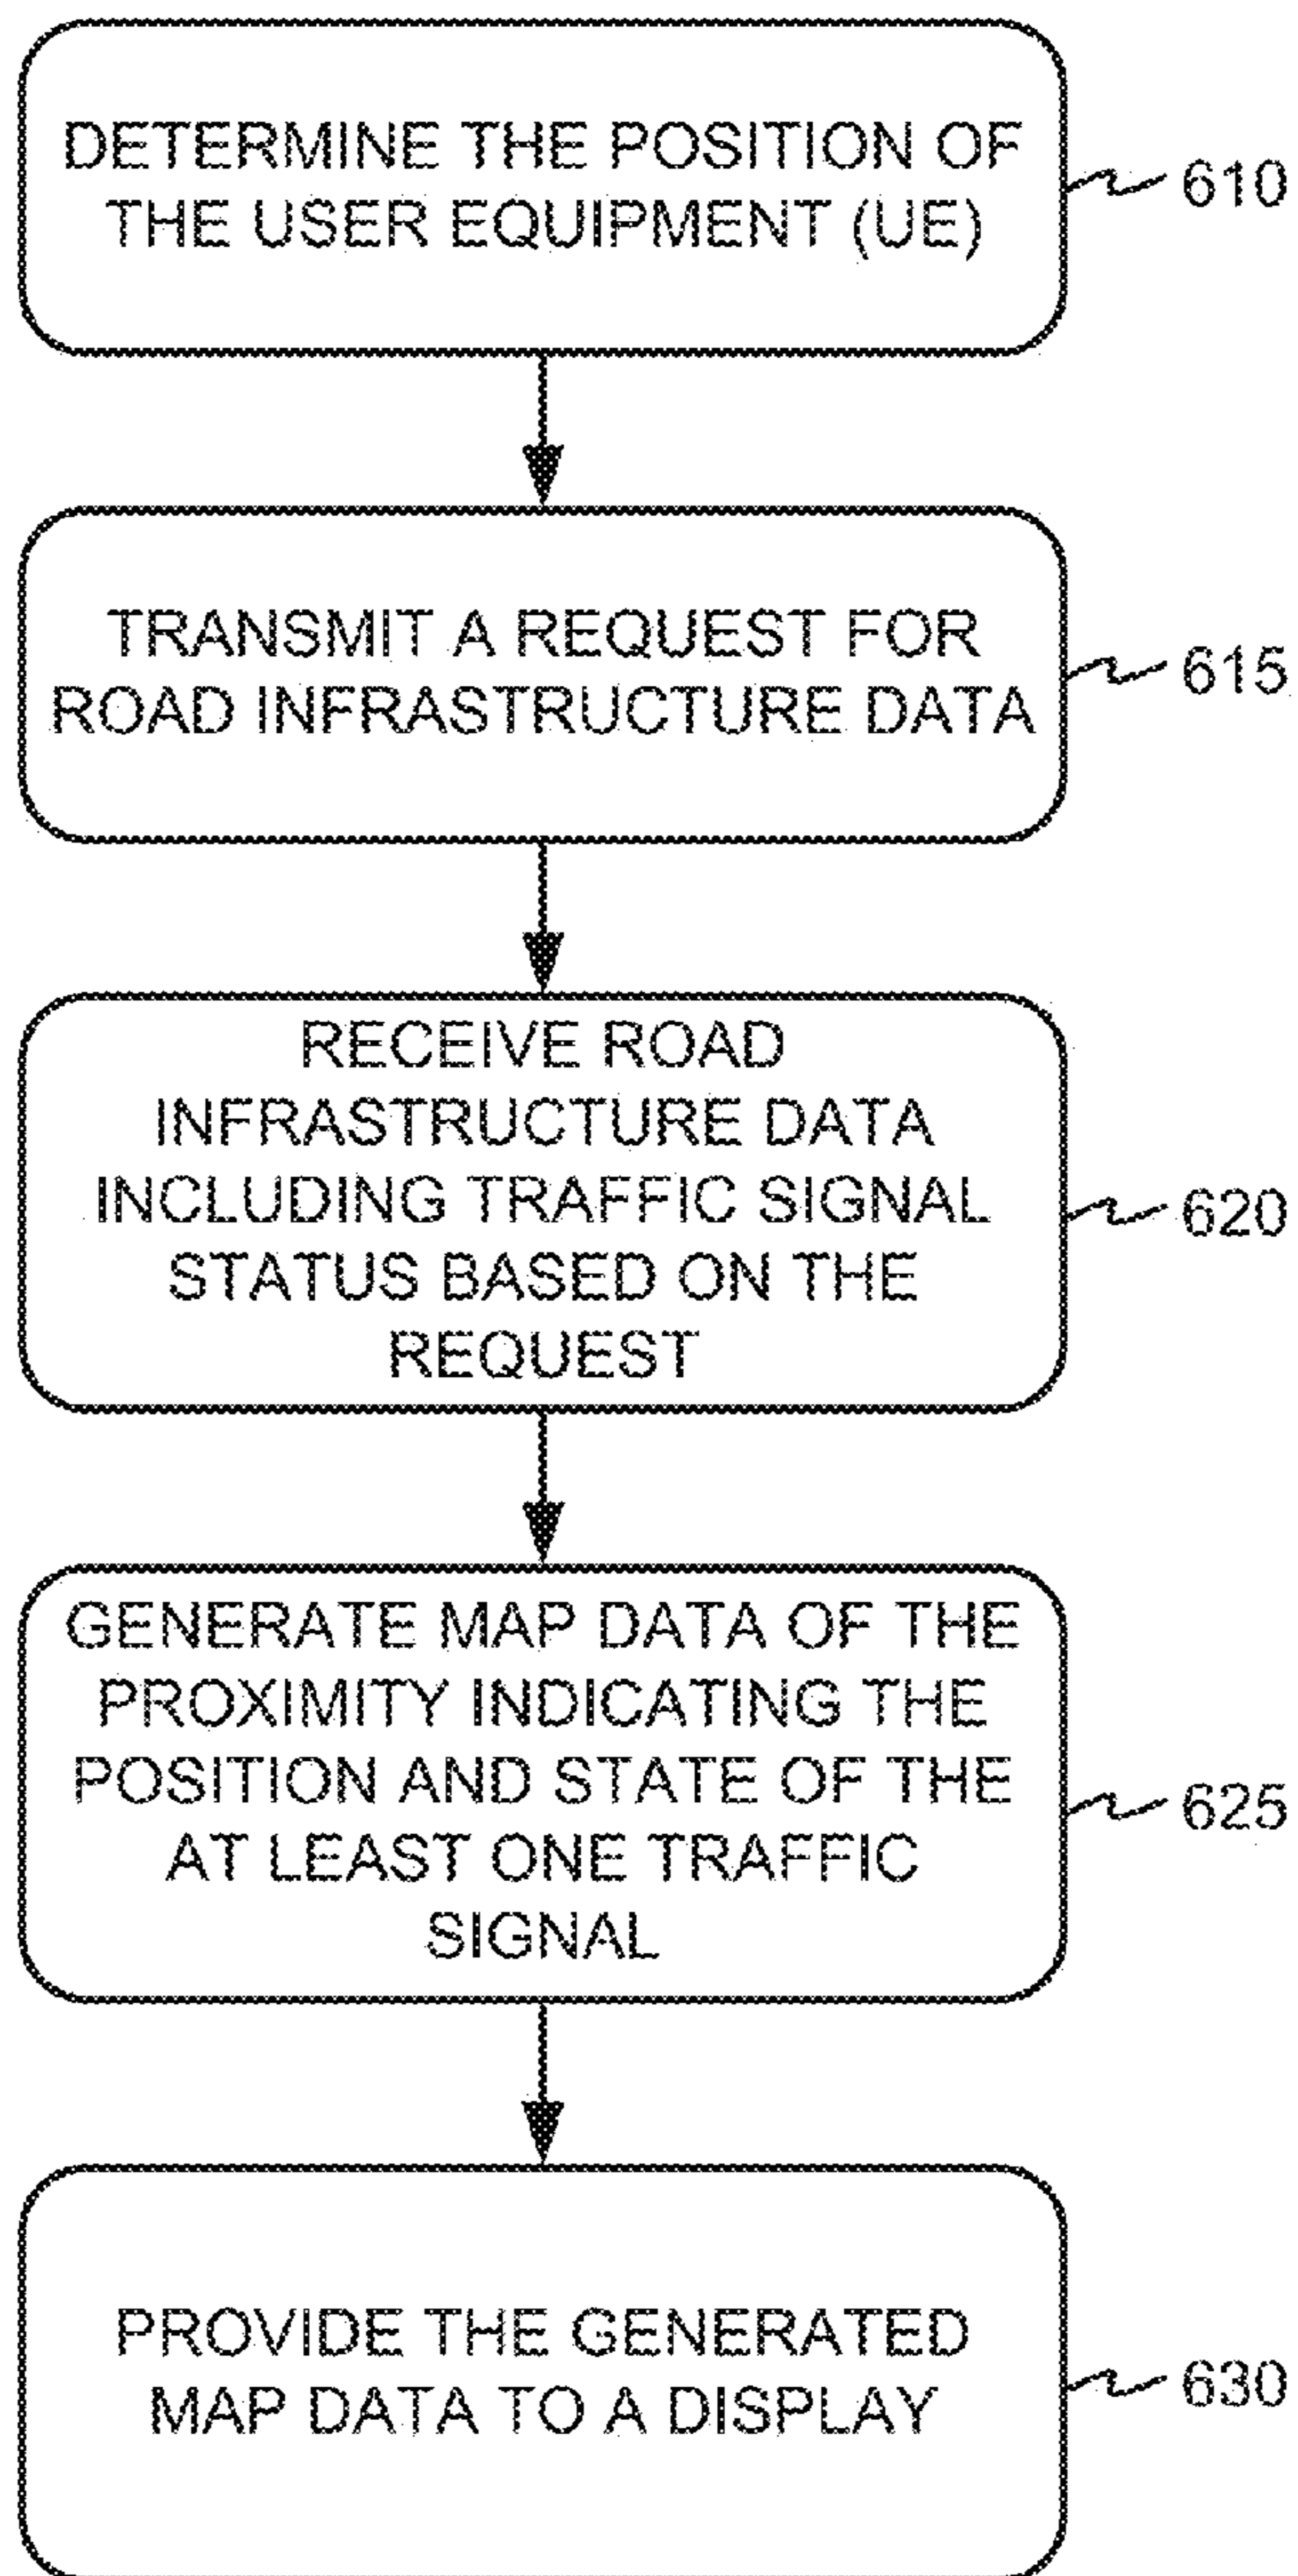 DETERMINE THE POSITION OF
THE USER EQUIPMENT (UE)
610
TRANSMIT A REQUEST FOR
ROAD INFRASTRUCTURE DATA
615
RECEIVE ROAD
INFRASTRUCTURE DATA
INCLUDING TRAFFIC SIGNAL
STATUS BASED ON THE
REQUEST
620
GENERATE MAP DATA OF THE
PROXIMITY INDICATING THE
POSITION AND STATE OF THE
AT LEAST ONE TRAFFIC
SIGNAL
625
PROVIDE THE GENERATED
MAP DATA TO A DISPLAY
630